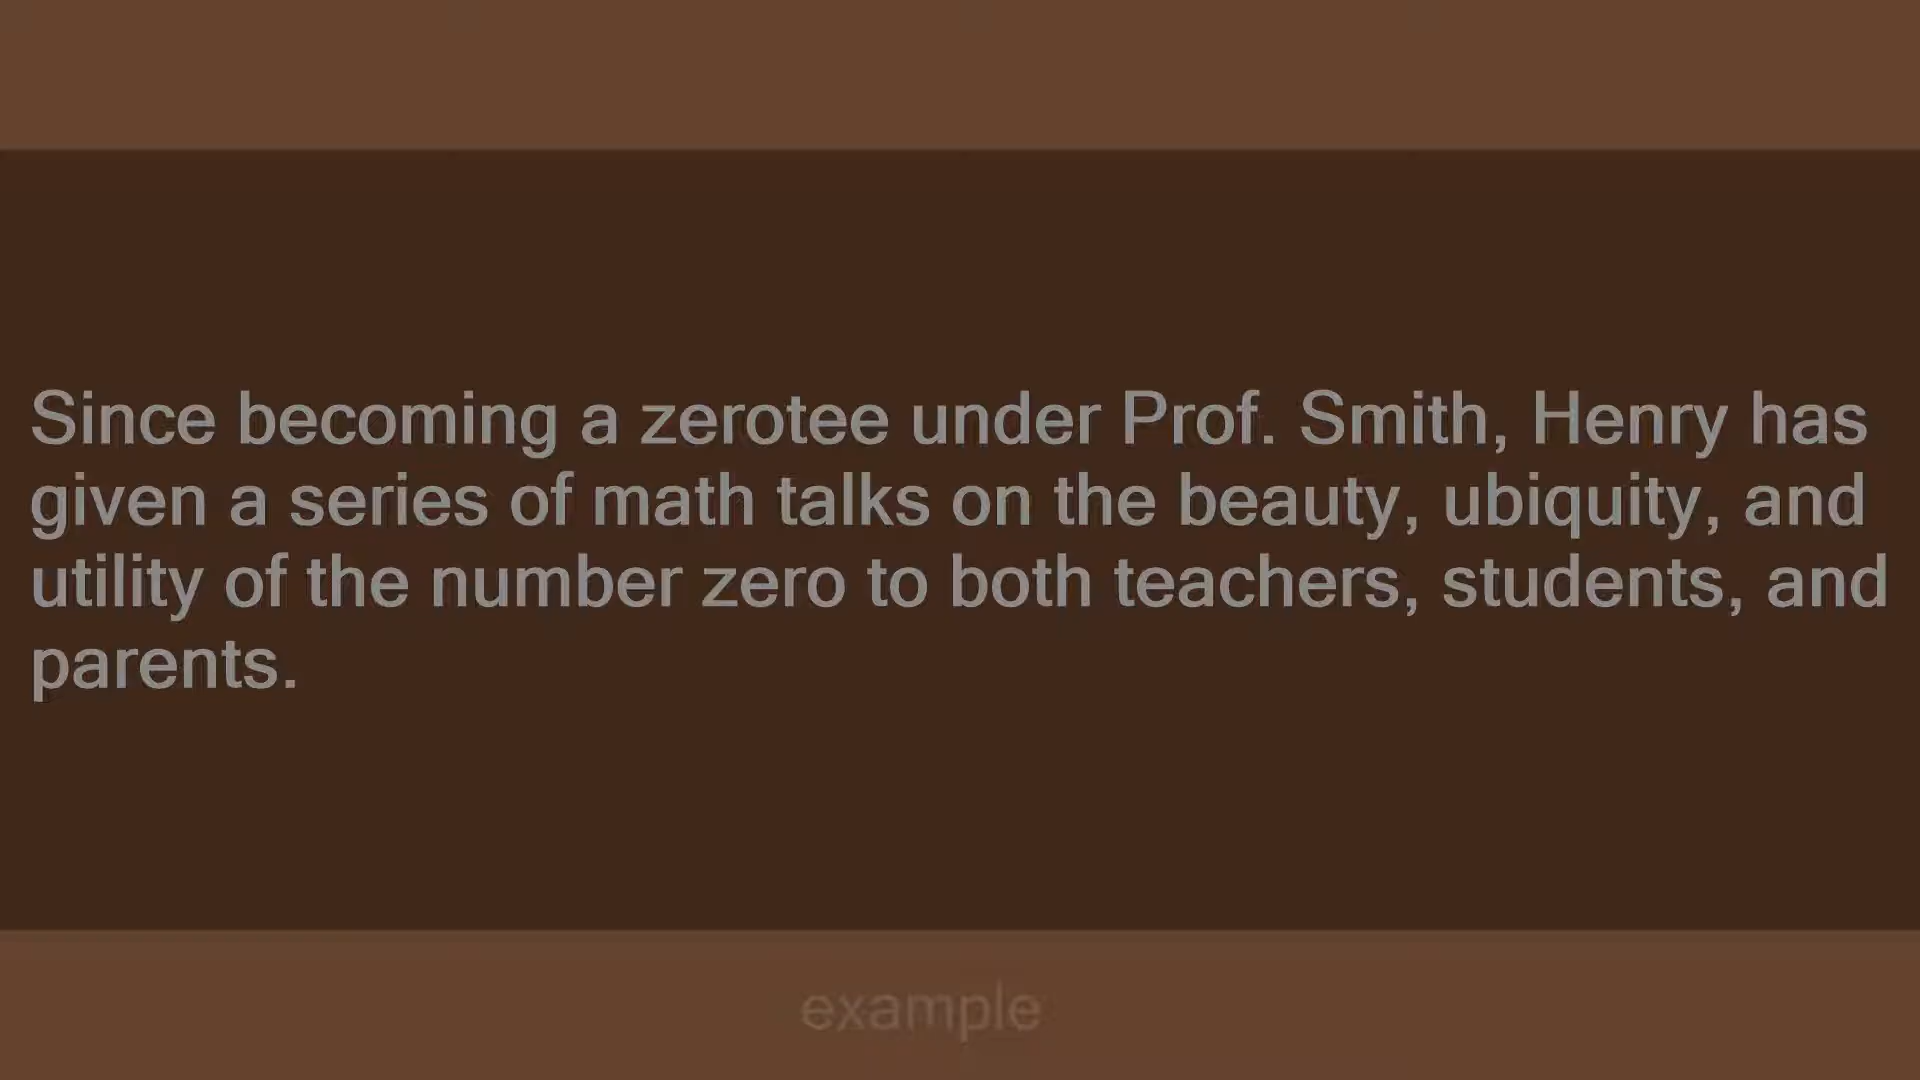 Since becoming a zerotee under Prof. Smith, Henry has
given a series of math talks on the beauty, ubiquity, and
utility of the number zero to both teachers, students, and
parents.
example